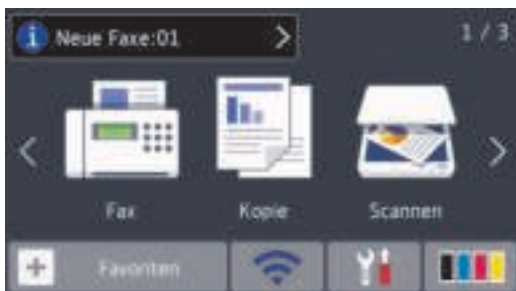 Neue Faxe:01
1 / 3
Fax
Kopie
Scannen
Favoriten